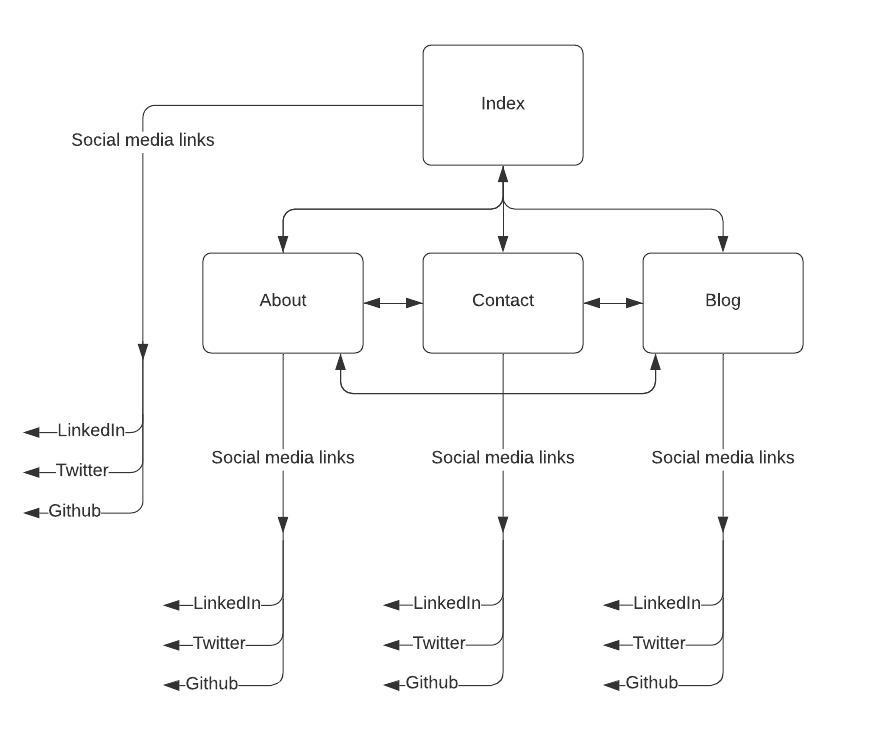 Index
Social media links
About
Contact
Blog
LinkedIn
Twitter
Github
Social media links
Social media links
Social media links
LinkedIn
LinkedIn
LinkedIn
Twitter
Twitter
Twitter
Github
Github
Github